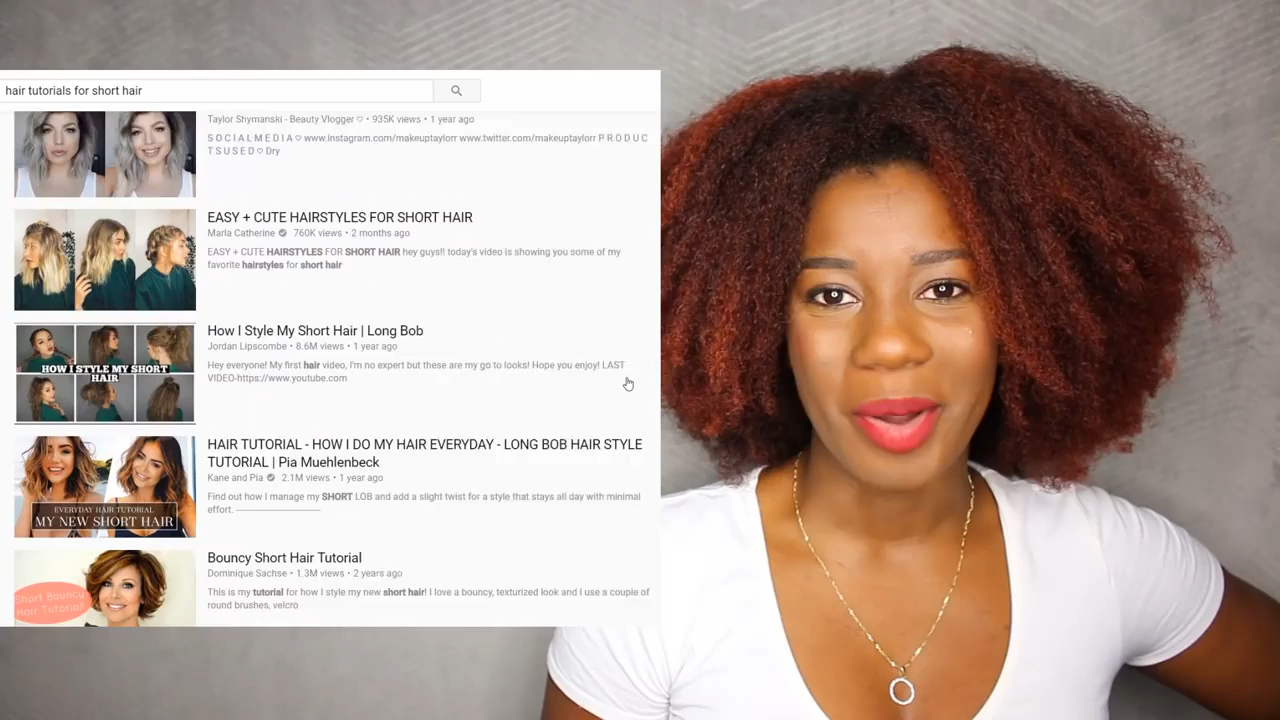 hair tutorials for short hair
Taylor Shymanski - Beauty Vlogger ♡ • 935K views • 1 year ago
S O C I A L M E D I A ♡ www.instagram.com/makeuptaylorr www.twitter.com/makeuptaylorr P R O D U C
T S U S E D ♡ Dry
EASY + CUTE HAIRSTYLES FOR SHORT HAIR
Marla Catherine 760K views • 2 months ago
EASY + CUTE HAIRSTYLES FOR SHORT HAIR hey guys!! today's video is showing you some of my
favorite hairstyles for short hair
HOW I STYLE MY SHORT
HAIR
How I Style My Short Hair | Long Bob
Jordan Lipscombe • 8.6M views • 1 year ago
Hey everyone! My first hair video, I'm no expert but these are my go to looks! Hope you enjoy! LAST
VIDEO-https://www.youtube.com
EVERYDAY HAIR TUTORIAL
MY NEW SHORT HAIR
HAIR TUTORIAL - HOW I DO MY HAIR EVERYDAY - LONG BOB HAIR STYLE
TUTORIAL | Pia Muehlenbeck
Kane and Pia 2.1M views • 1 year ago
Find out how I manage my SHORT LOB and add a slight twist for a style that stays all day with minimal
effort. ——————————
Short Bouncy
Hair Tutorial!
Bouncy Short Hair Tutorial
Dominique Sachse • 1.3M views • 2 years ago
This is my tutorial for how I style my new short hair! I love a bouncy, texturized look and I use a couple of
round brushes, velcro